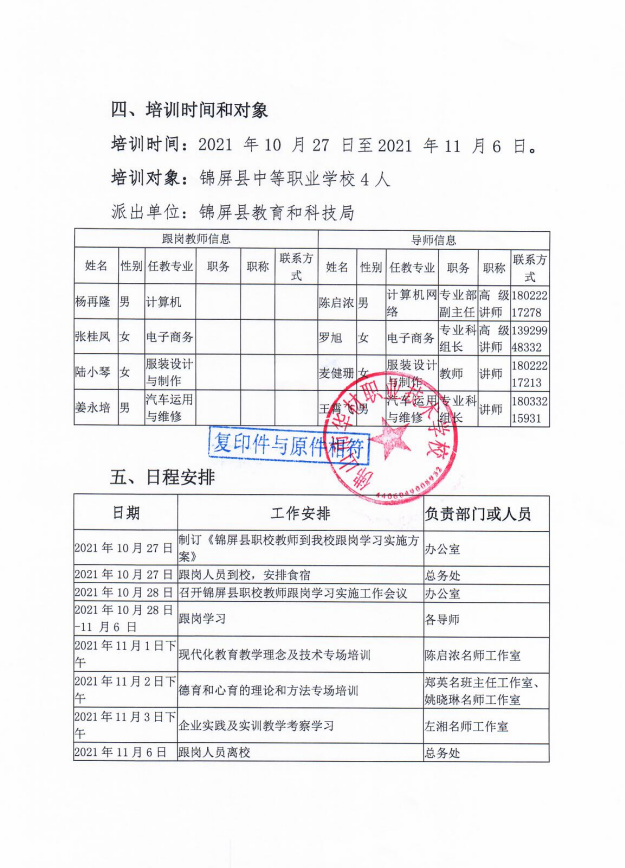 四、培训时间和对象
培训时间：2021 年 10 月 27 日至 2021 年 11 月 6 日。
培训对象：锦屏县中等职业学校 4 人
派出单位：锦屏县教育和科技局
跟岗教师信息 导师信息
姓名 性别 任教专业 职务 职称 联系方式 姓名 性别 任教专业 职务 职称 联系方式
杨再隆 男 计算机 陈启浓 男 计算机网络 专业部副主任 高级讲师 18022217278
张桂凤 女 电子商务 罗旭 女 电子商务 专业科组长 高级讲师 13929948332
陆小琴 女 服装设计与制作 麦健珊 女 服装设计与制作 教师 讲师 18022217213
姜永培 男 汽车运用与维修 王 男 汽车运用与维修 专业科组长 讲师 18033215931
复印件与原件相符
佛山市华材职业技术学校
五、日程安排
日期 工作安排 负责部门或人员
2021 年 10 月 27 日 制订《锦屏县职校教师到我校跟岗学习实施方案》 办公室
2021 年 10 月 27 日 跟岗人员到校，安排食宿 总务处
2021 年 10 月 28 日 召开锦屏县职校教师跟岗学习实施工作会议 办公室
2021 年 10 月 28 日-11 月 6 日 跟岗学习 各导师
2021 年 11 月 1 日下午 现代化教育教学理念及技术专场培训 陈启浓名师工作室
2021 年 11 月 2 日下午 德育和心育的理论和方法专场培训 郑英名班主任工作室、姚晓琳名师工作室
2021 年 11 月 3 日下午 企业实践及实训教学考察学习 左湘名师工作室
2021 年 11 月 6 日 跟岗人员离校 总务处